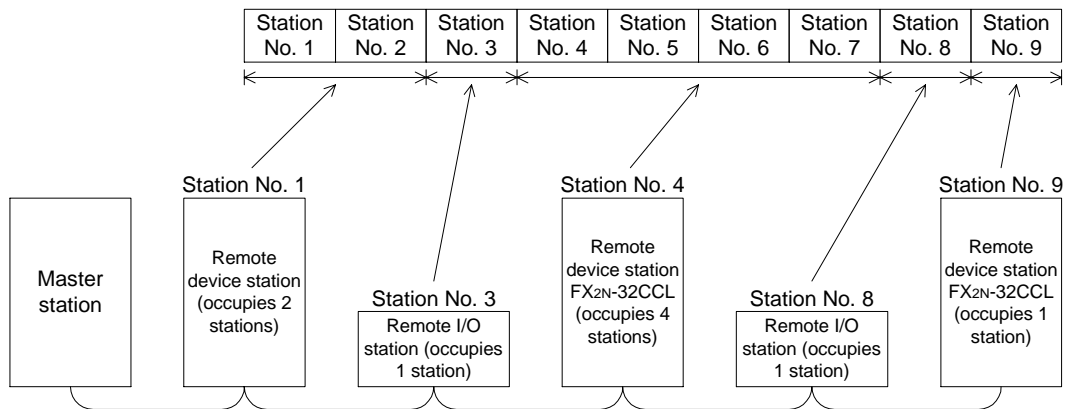 Station No. 1
Station No. 2
Station No. 3
Station No. 4
Station No. 5
Station No. 6
Station No. 7
Station No. 8
Station No. 9
Station No. 1
Station No. 4
Station No. 9
Master
station
Remote
device station
(occupies 2
stations)
Station No. 3
Remote I/O
station (occupies
1 station)
Remote
device station
FX2N-32CCL
(occupies 4
stations)
Station No. 8
Remote I/O
station (occupies
1 station)
Remote
device station
FX2N-32CCL
(occupies 1
station)